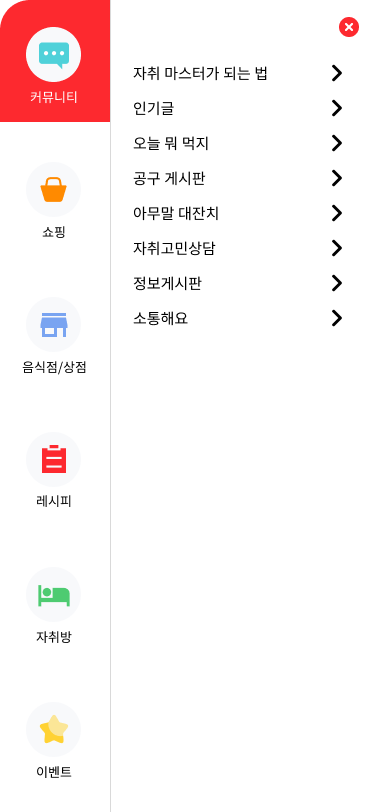 커뮤니티
쇼핑
음식점/상점
레시피
자취방
이벤트
자취 마스터가 되는 법
인기글
오늘 뭐 먹지
공구 게시판
아무말 대잔치
자취고민상담
정보게시판
소통해요